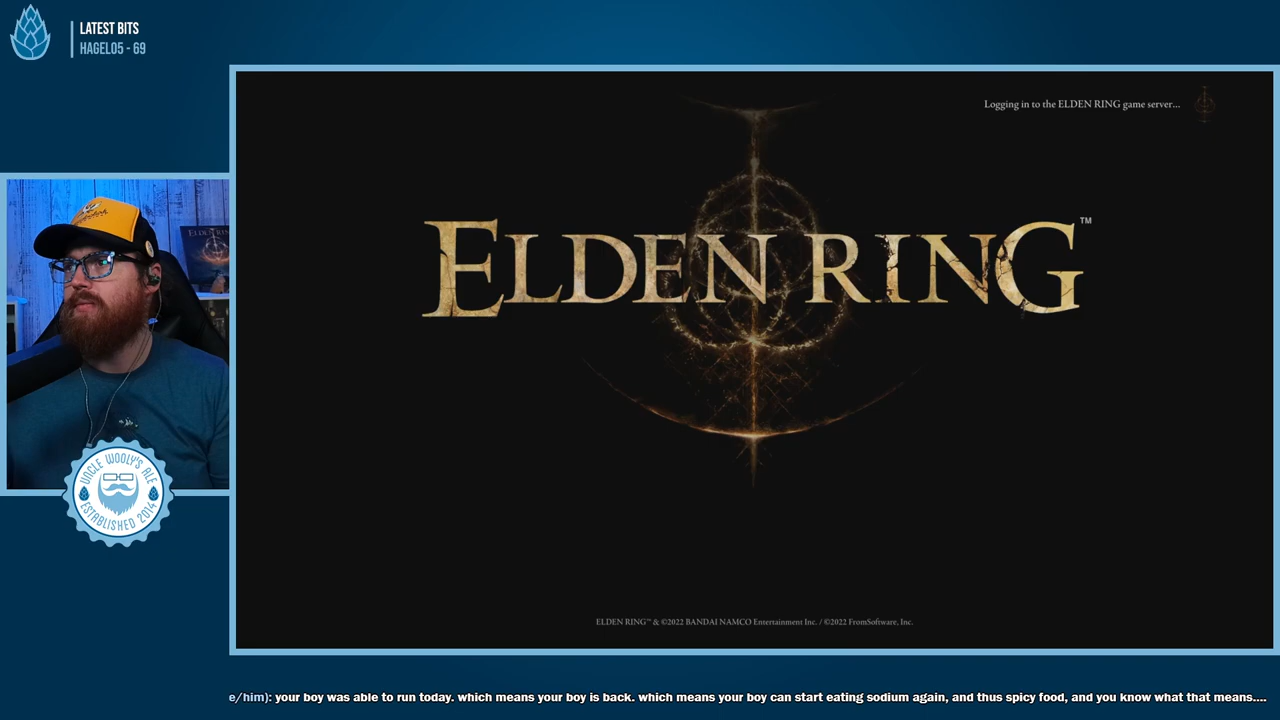 LATEST BITS
HAGEL05 - 69
Logging in to the ELDEN RING game server...
ELDEN RING™
ELDEN RIN
UNCLE WOOLY'S ALE
ESTABLISHED 2014
ELDEN RING™ & ©2022 BANDAI NAMCO Entertainment Inc. / ©2022 FromSoftware, Inc.
e/him): your boy was able to run today. which means your boy is back. which means your boy can start eating sodium again, and thus spicy food, and you know what that means....